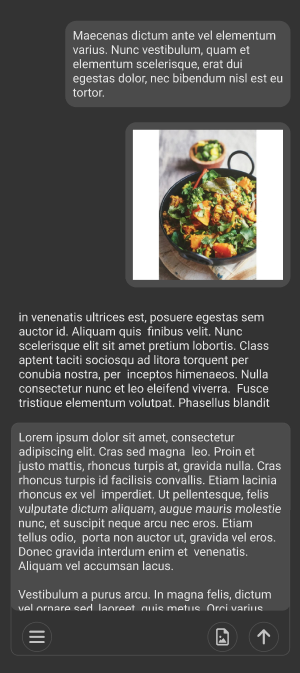 Maecenas dictum ante vel elementum
varius. Nunc vestibulum, quam et
elementum scelerisque, erat dui
egestas dolor, nec bibendum nisl est eu
tortor.
in venenatis ultrices est, posuere egestas sem
auctor id. Aliquam quis finibus velit. Nunc
scelerisque elit sit amet pretium lobortis. Class
aptent taciti sociosqu ad litora torquent per
conubia nostra, per inceptos himenaeos. Nulla
consectetur nunc et leo eleifend viverra. Fusce
tristique elementum volutpat. Phasellus blandit
Lorem ipsum dolor sit amet, consectetur
adipiscing elit. Cras sed magna leo. Proin et
justo mattis, rhoncus turpis at, gravida nulla. Cras
rhoncus turpis id facilisis convallis. Etiam lacinia
rhoncus ex vel imperdiet. Ut pellentesque, felis
vulputate dictum aliquam, augue mauris molestie
nunc, et suscipit neque arcu nec eros. Etiam
tellus odio, porta non auctor ut, gravida vel eros.
Donec gravida interdum enim et venenatis.
Aliquam vel accumsan lacus.
Vestibulum a purus arcu. In magna felis, dictum
vel ornare sed, laoreet quis metus. Orci varius